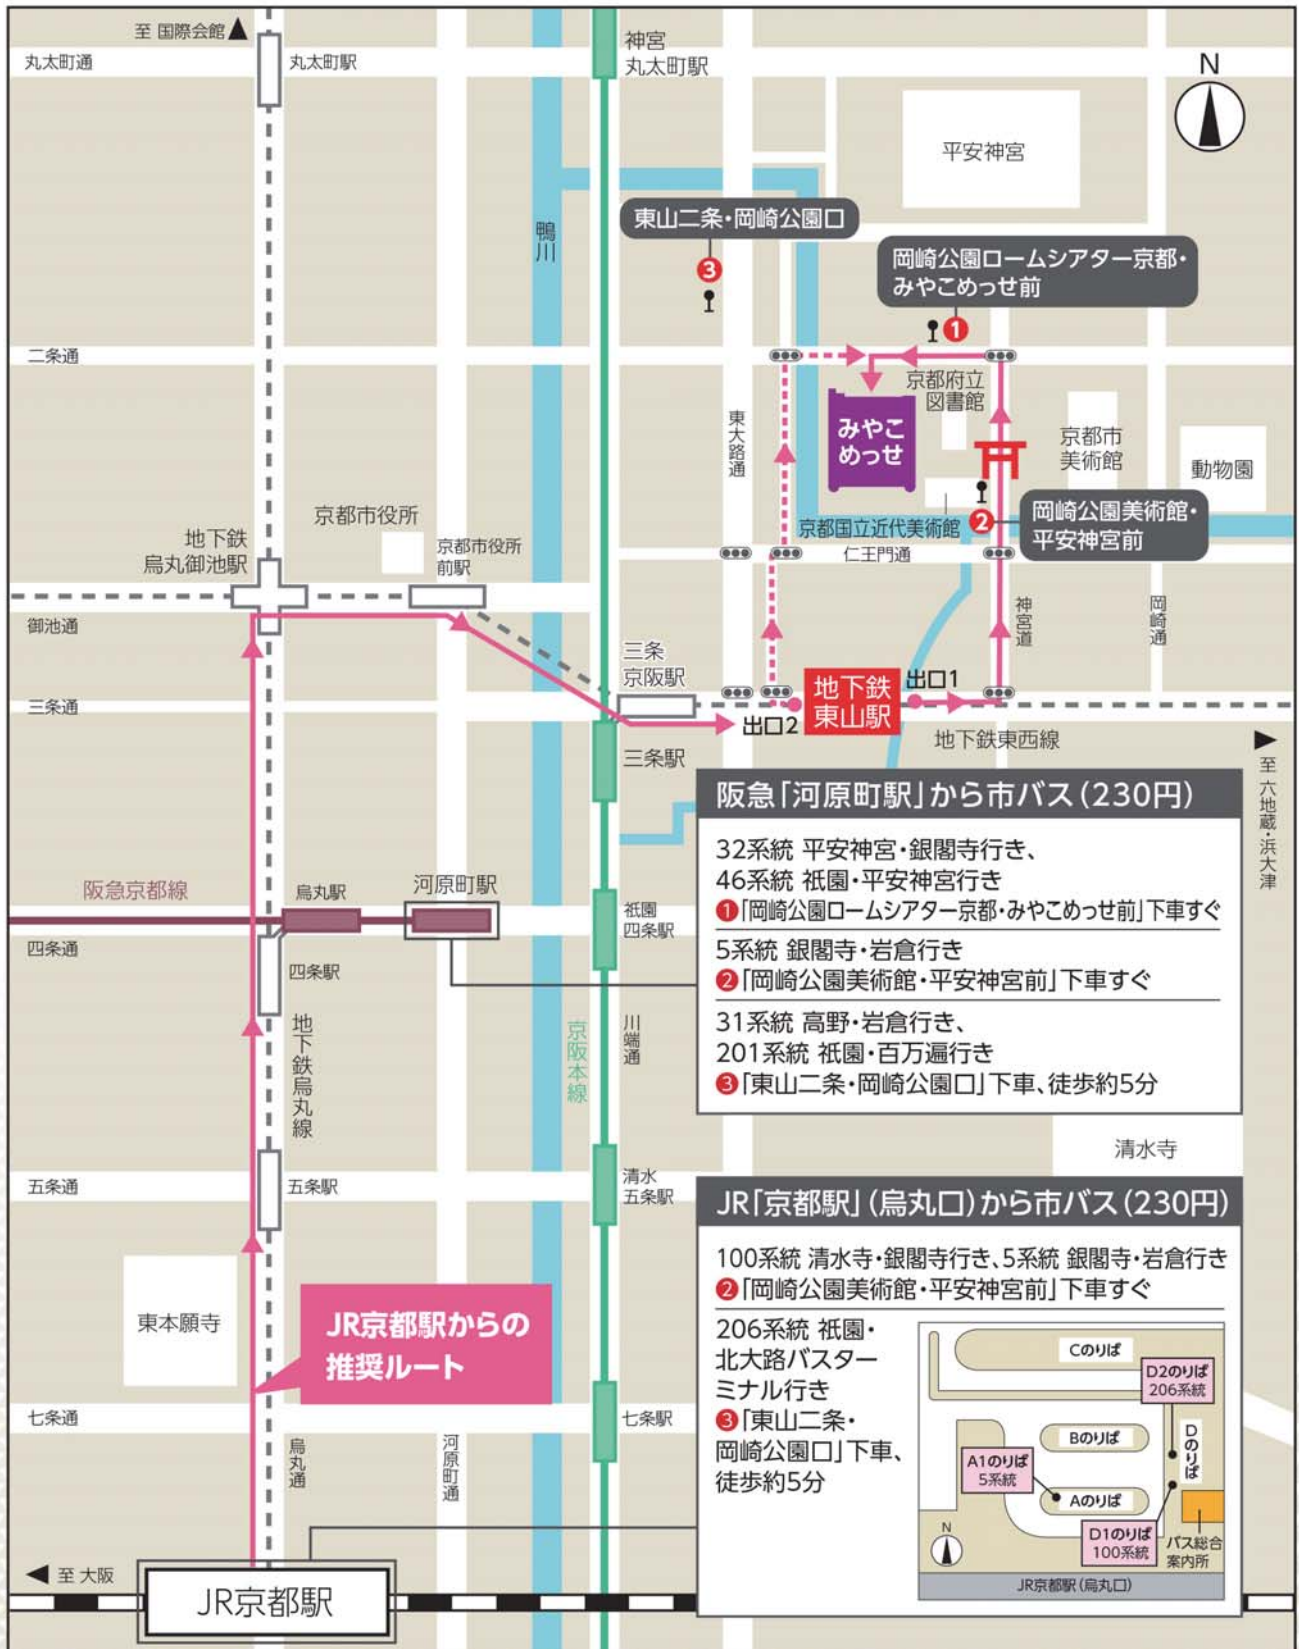 至 国際会館
丸太町通
丸太町駅
神宮
丸太町駅
N
平安神宮
鴨川
東山二条・岡崎公園口
3
岡崎公園ロームシアター京都・
みやこめっせ前
1
二条通
京都府立
図書館
みやこ
めっせ
東大路通
京都市
美術館
動物園
京都国立近代美術館
2
岡崎公園美術館・
平安神宮前
仁王門通
京都市役所
地下鉄
烏丸御池駅
京都市役所
前駅
御池通
神宮道
岡崎通
三条
京阪駅
三条通
地下鉄
東山駅
出口1
出口2
地下鉄東西線
三条駅
至 六地蔵・浜大津
阪急「河原町駅」から市バス(230円)
32系統 平安神宮・銀閣寺行き、
46系統 祇園・平安神宮行き
1「岡崎公園ロームシアター京都・みやこめっせ前」下車すぐ
5系統 銀閣寺・岩倉行き
2「岡崎公園美術館・平安神宮前」下車すぐ
31系統 高野・岩倉行き、
201系統 祇園・百万遍行き
3「東山二条・岡崎公園口」下車、徒歩約5分
阪急京都線
烏丸駅
河原町駅
祇園
四条駅
四条通
四条駅
地下鉄烏丸線
京阪本線
川端通
清水寺
五条通
五条駅
清水
五条駅
JR「京都駅」(烏丸口)から市バス(230円)
100系統 清水寺・銀閣寺行き、5系統 銀閣寺・岩倉行き
2「岡崎公園美術館・平安神宮前」下車すぐ
206系統 祇園・
北大路バスター
ミナル行き
3「東山二条・
岡崎公園口」下車、
徒歩約5分
Cのりば
D2のりば
206系統
Bのりば
Dのりば
A1のりば
5系統
Aのりば
D1のりば
100系統
バス総合
案内所
N
JR京都駅(烏丸口)
東本願寺
JR京都駅からの
推奨ルート
七条通
七条駅
烏丸通
河原町通
至 大阪
JR京都駅